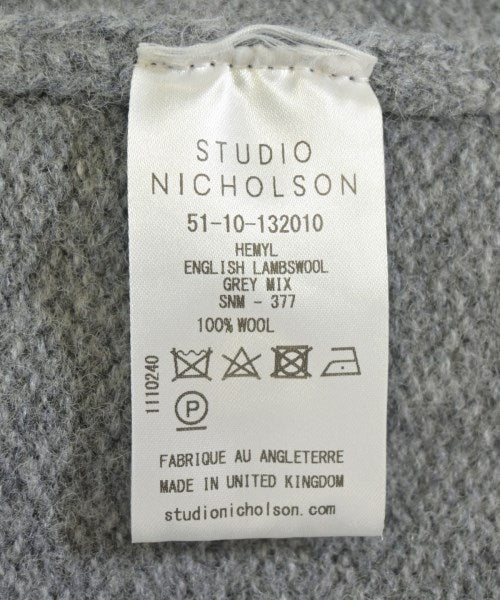 STUDIO
NICHOLSON
51-10-132010
HEMYL
ENGLISH LAMBSWOOL
GREY MIX
SNM - 377
100% WOOL
1110240
P
FABRIQUE AU ANGLETERRE
MADE IN UNITED KINGDOM
studionicholson.com